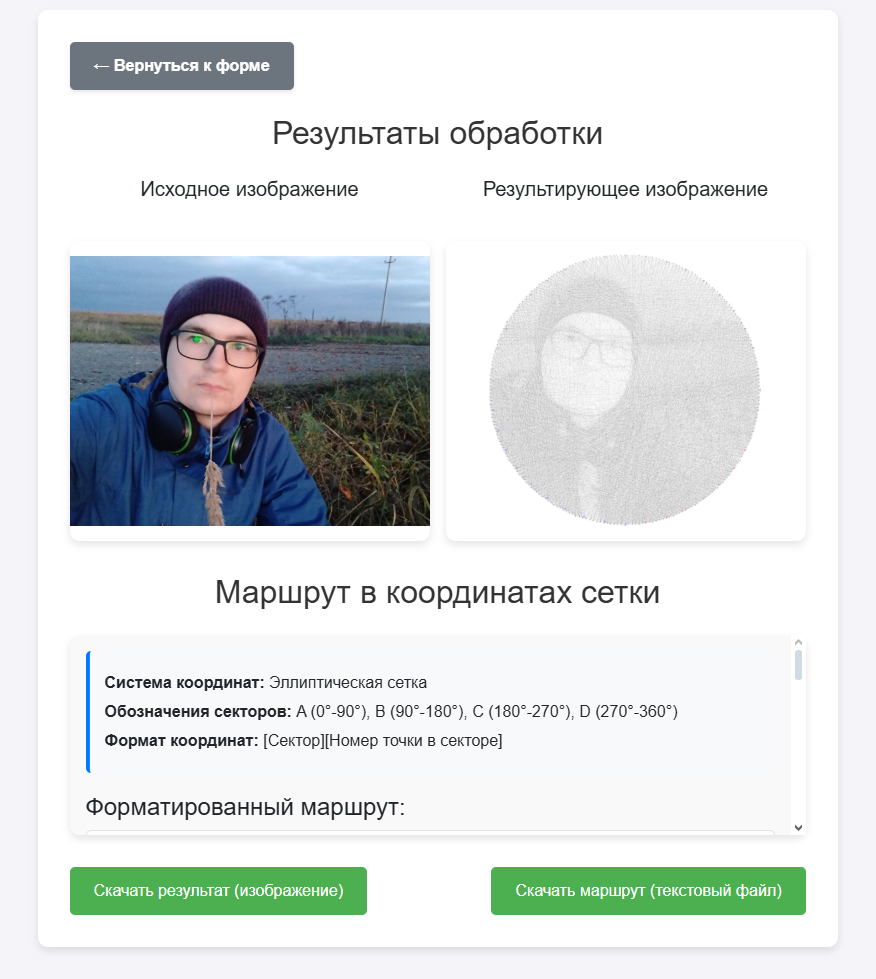 ← Вернуться к форме
Результаты обработки
Исходное изображение
Результирующее изображение
Маршрут в координатах сетки
Система координат: Эллиптическая сетка
Обозначения секторов: A (0°-90°), B (90°-180°), C (180°-270°), D (270°-360°)
Формат координат: [Сектор][Номер точки в секторе]
Форматированный маршрут:
Скачать результат (изображение)
Скачать маршрут (текстовый файл)